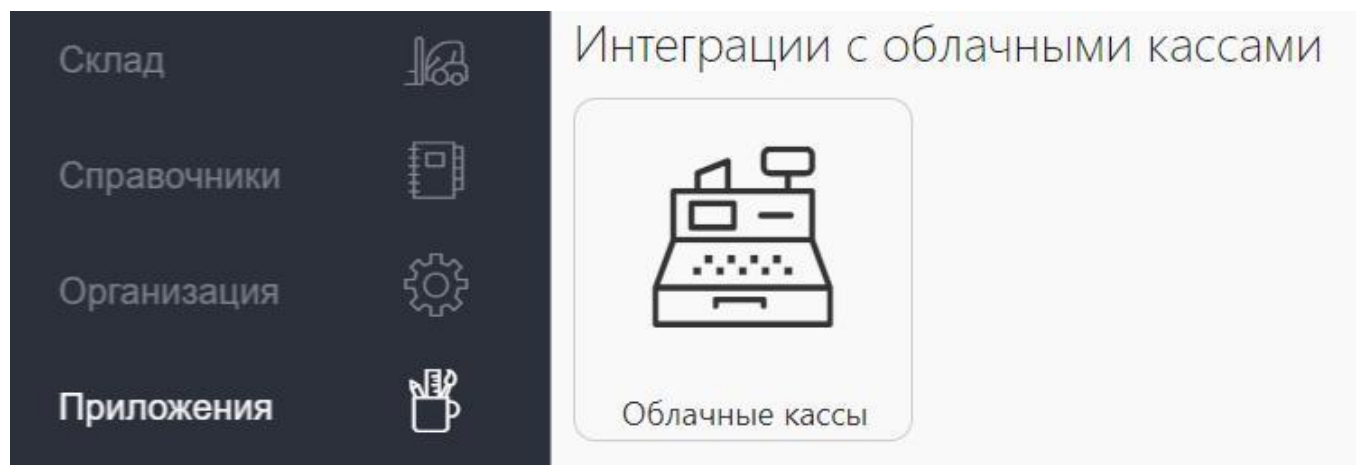 Склад
Справочники
Организация
Приложения
Интеграции с облачными кассами
Облачные кассы